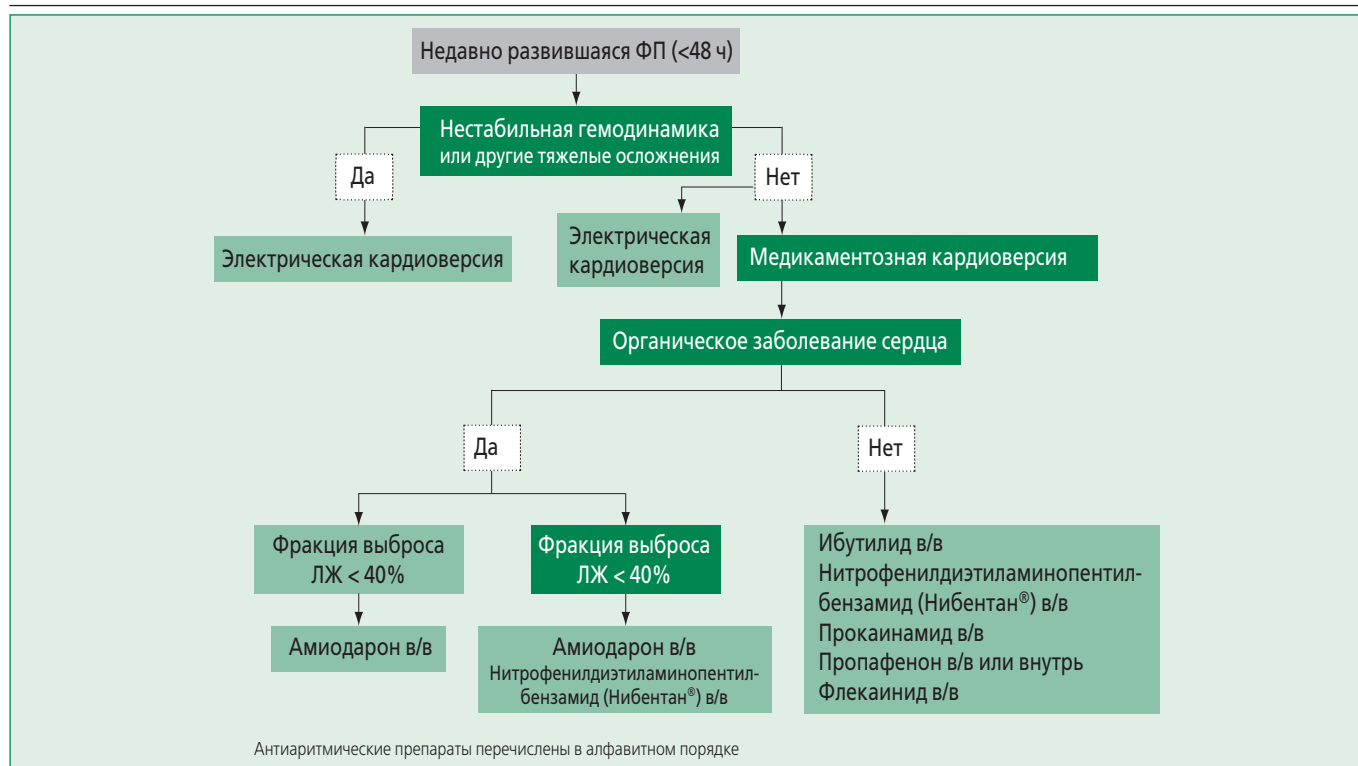 Недавно развившаяся ФП (<48 ч)
Нестабильная гемодинамика
или другие тяжелые осложнения
Да
Нет
Электрическая кардиоверсия
Электрическая
кардиоверсия
Медикаментозная кардиоверсия
Органическое заболевание сердца
Да
Нет
Фракция выброса
ЛЖ < 40%
Фракция выброса
ЛЖ < 40%
Амиодарон в/в
Амиодарон в/в
Нитрофенилдиэтиламинопентил-
бензамид (Нибентан®) в/в
Ибутилид в/в
Нитрофенилдиэтиламинопентил-
бензамид (Нибентан®) в/в
Прокаинамид в/в
Пропафенон в/в или внутрь
Флекаинид в/в
Антиаритмические препараты перечислены в алфавитном порядке